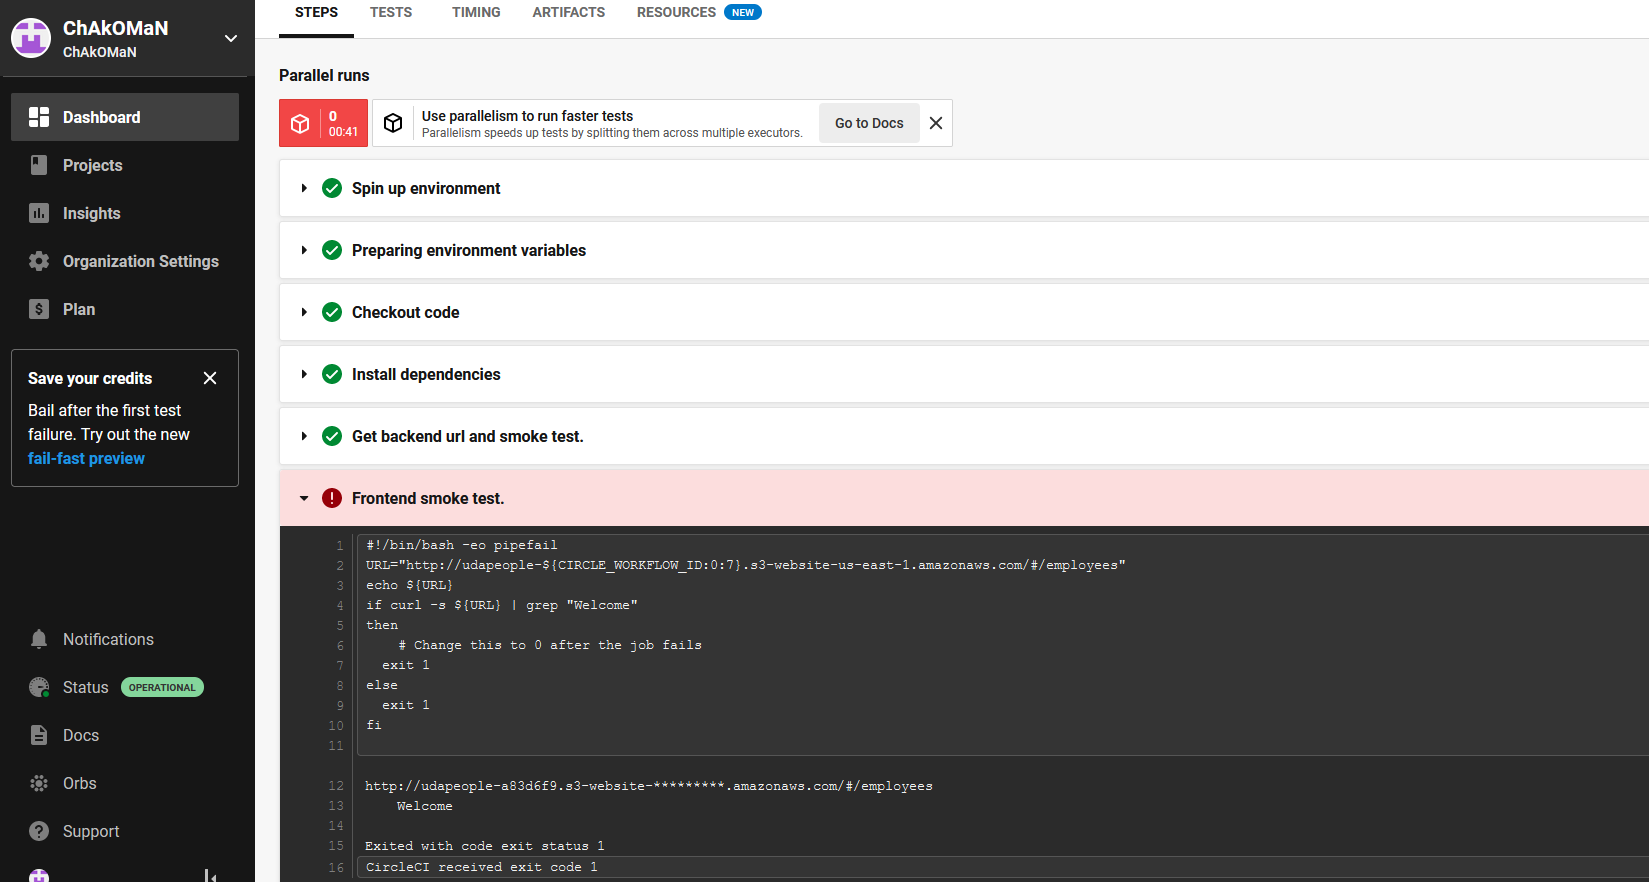 ChAkOMaN
ChAkOMaN
Dashboard
Projects
Insights
Organization Settings
$ Plan
Save your credits
Bail after the first test
failure. Try out the new
fail-fast preview
Notifications
Status OPERATIONAL
Docs
Orbs
? Support
STEPS TESTS TIMING ARTIFACTS RESOURCES NEW
Parallel runs
0
00:41
Use parallelism to run faster tests
Parallelism speeds up tests by splitting them across multiple executors.
Go to Docs
Spin up environment
Preparing environment variables
Checkout code
Install dependencies
Get backend url and smoke test.
! Frontend smoke test.
1 #!/bin/bash -eo pipefail
2 URL="http://udapeople-${CIRCLE_WORKFLOW_ID:0:7}.s3-website-us-east-1.amazonaws.com/#/employees"
3 echo ${URL}
4 if curl -s ${URL} | grep "Welcome"
5 then
6 # Change this to 0 after the job fails
7 exit 1
8 else
9 exit 1
10 fi
11
12 http://udapeople-a83d6f9.s3-website-*********.amazonaws.com/#/employees
13 Welcome
14
15 Exited with code exit status 1
16 CircleCI received exit code 1